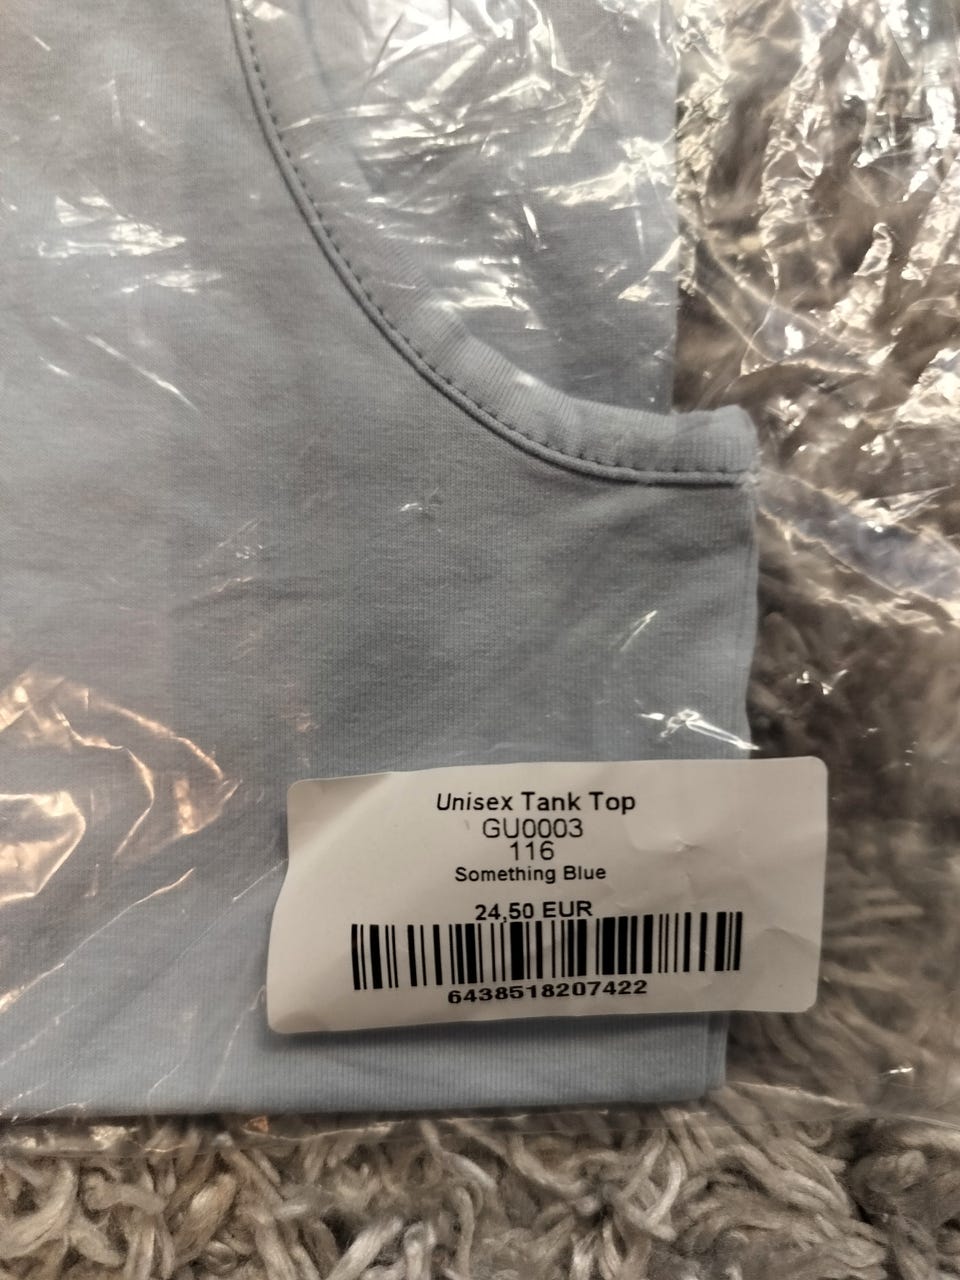 Unisex Tank Top
GU0003
116
Something Blue
24,50 EUR
6438518207422